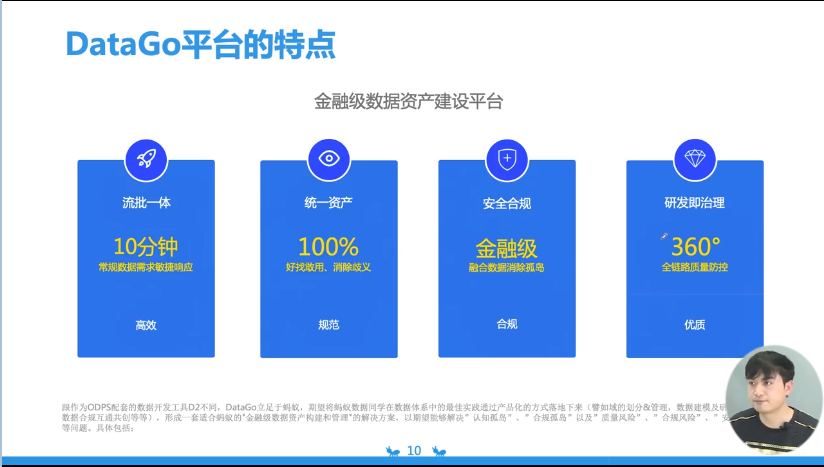 DataGo平台的特点
金融级数据资产建设平台
流批一体
10分钟
常规数据需求敏捷响应
高效
统一资产
100%
好找敢用、消除歧义
规范
安全合规
金融级
融合数据消除孤岛
合规
研发即治理
360°
全链路质量防控
优质
跟作为ODPS配套的数据开发工具D2不同，DataGo立足于蚂蚁，期望将蚂蚁数据同学在数据体系中的最佳实践通过产品化的方式落地下来（譬如域的划分&管理，数据建模及研
数据合规互通共创等等），形成一套适合蚂蚁的"金融级数据资产构建和管理"的解决方案，以期望能够解决"认知孤岛"、"合规孤岛"以及"质量风险"、"合规风险"、"安
等问题。具体包括：
10